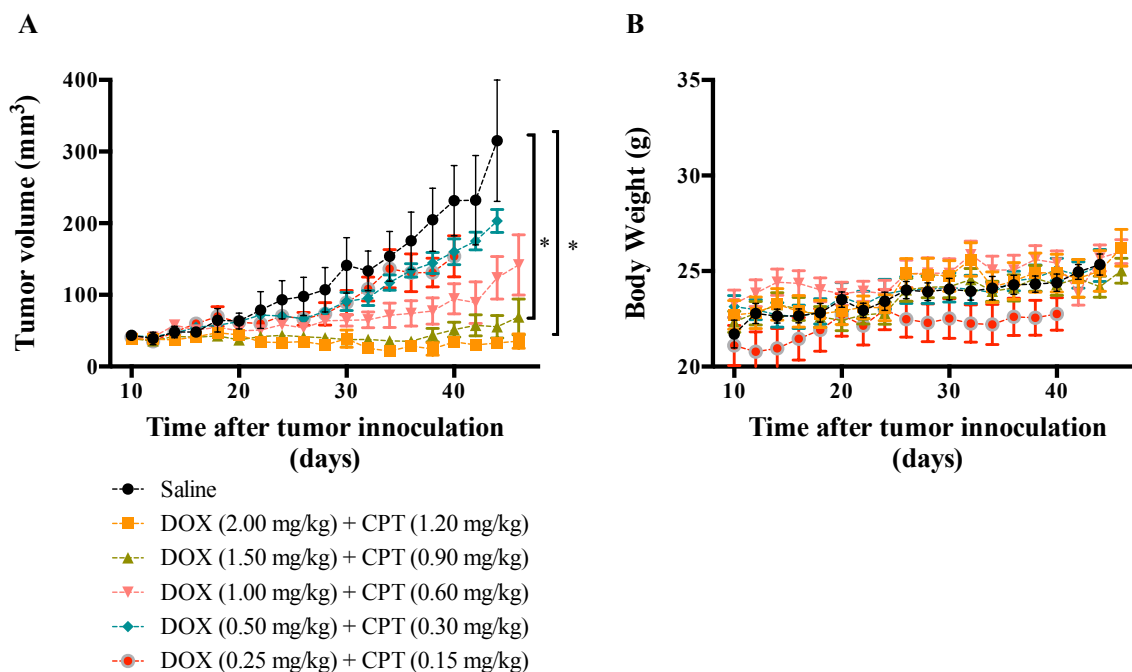 A
B
Tumor volume (mm³)
400
300
200
100
0
10
20
30
40
*
*
Time after tumor innoculation
(days)
Body Weight (g)
35
30
25
20
10
20
30
40
Time after tumor innoculation
(days)
Saline
DOX (2.00 mg/kg) + CPT (1.20 mg/kg)
DOX (1.50 mg/kg) + CPT (0.90 mg/kg)
DOX (1.00 mg/kg) + CPT (0.60 mg/kg)
DOX (0.50 mg/kg) + CPT (0.30 mg/kg)
DOX (0.25 mg/kg) + CPT (0.15 mg/kg)